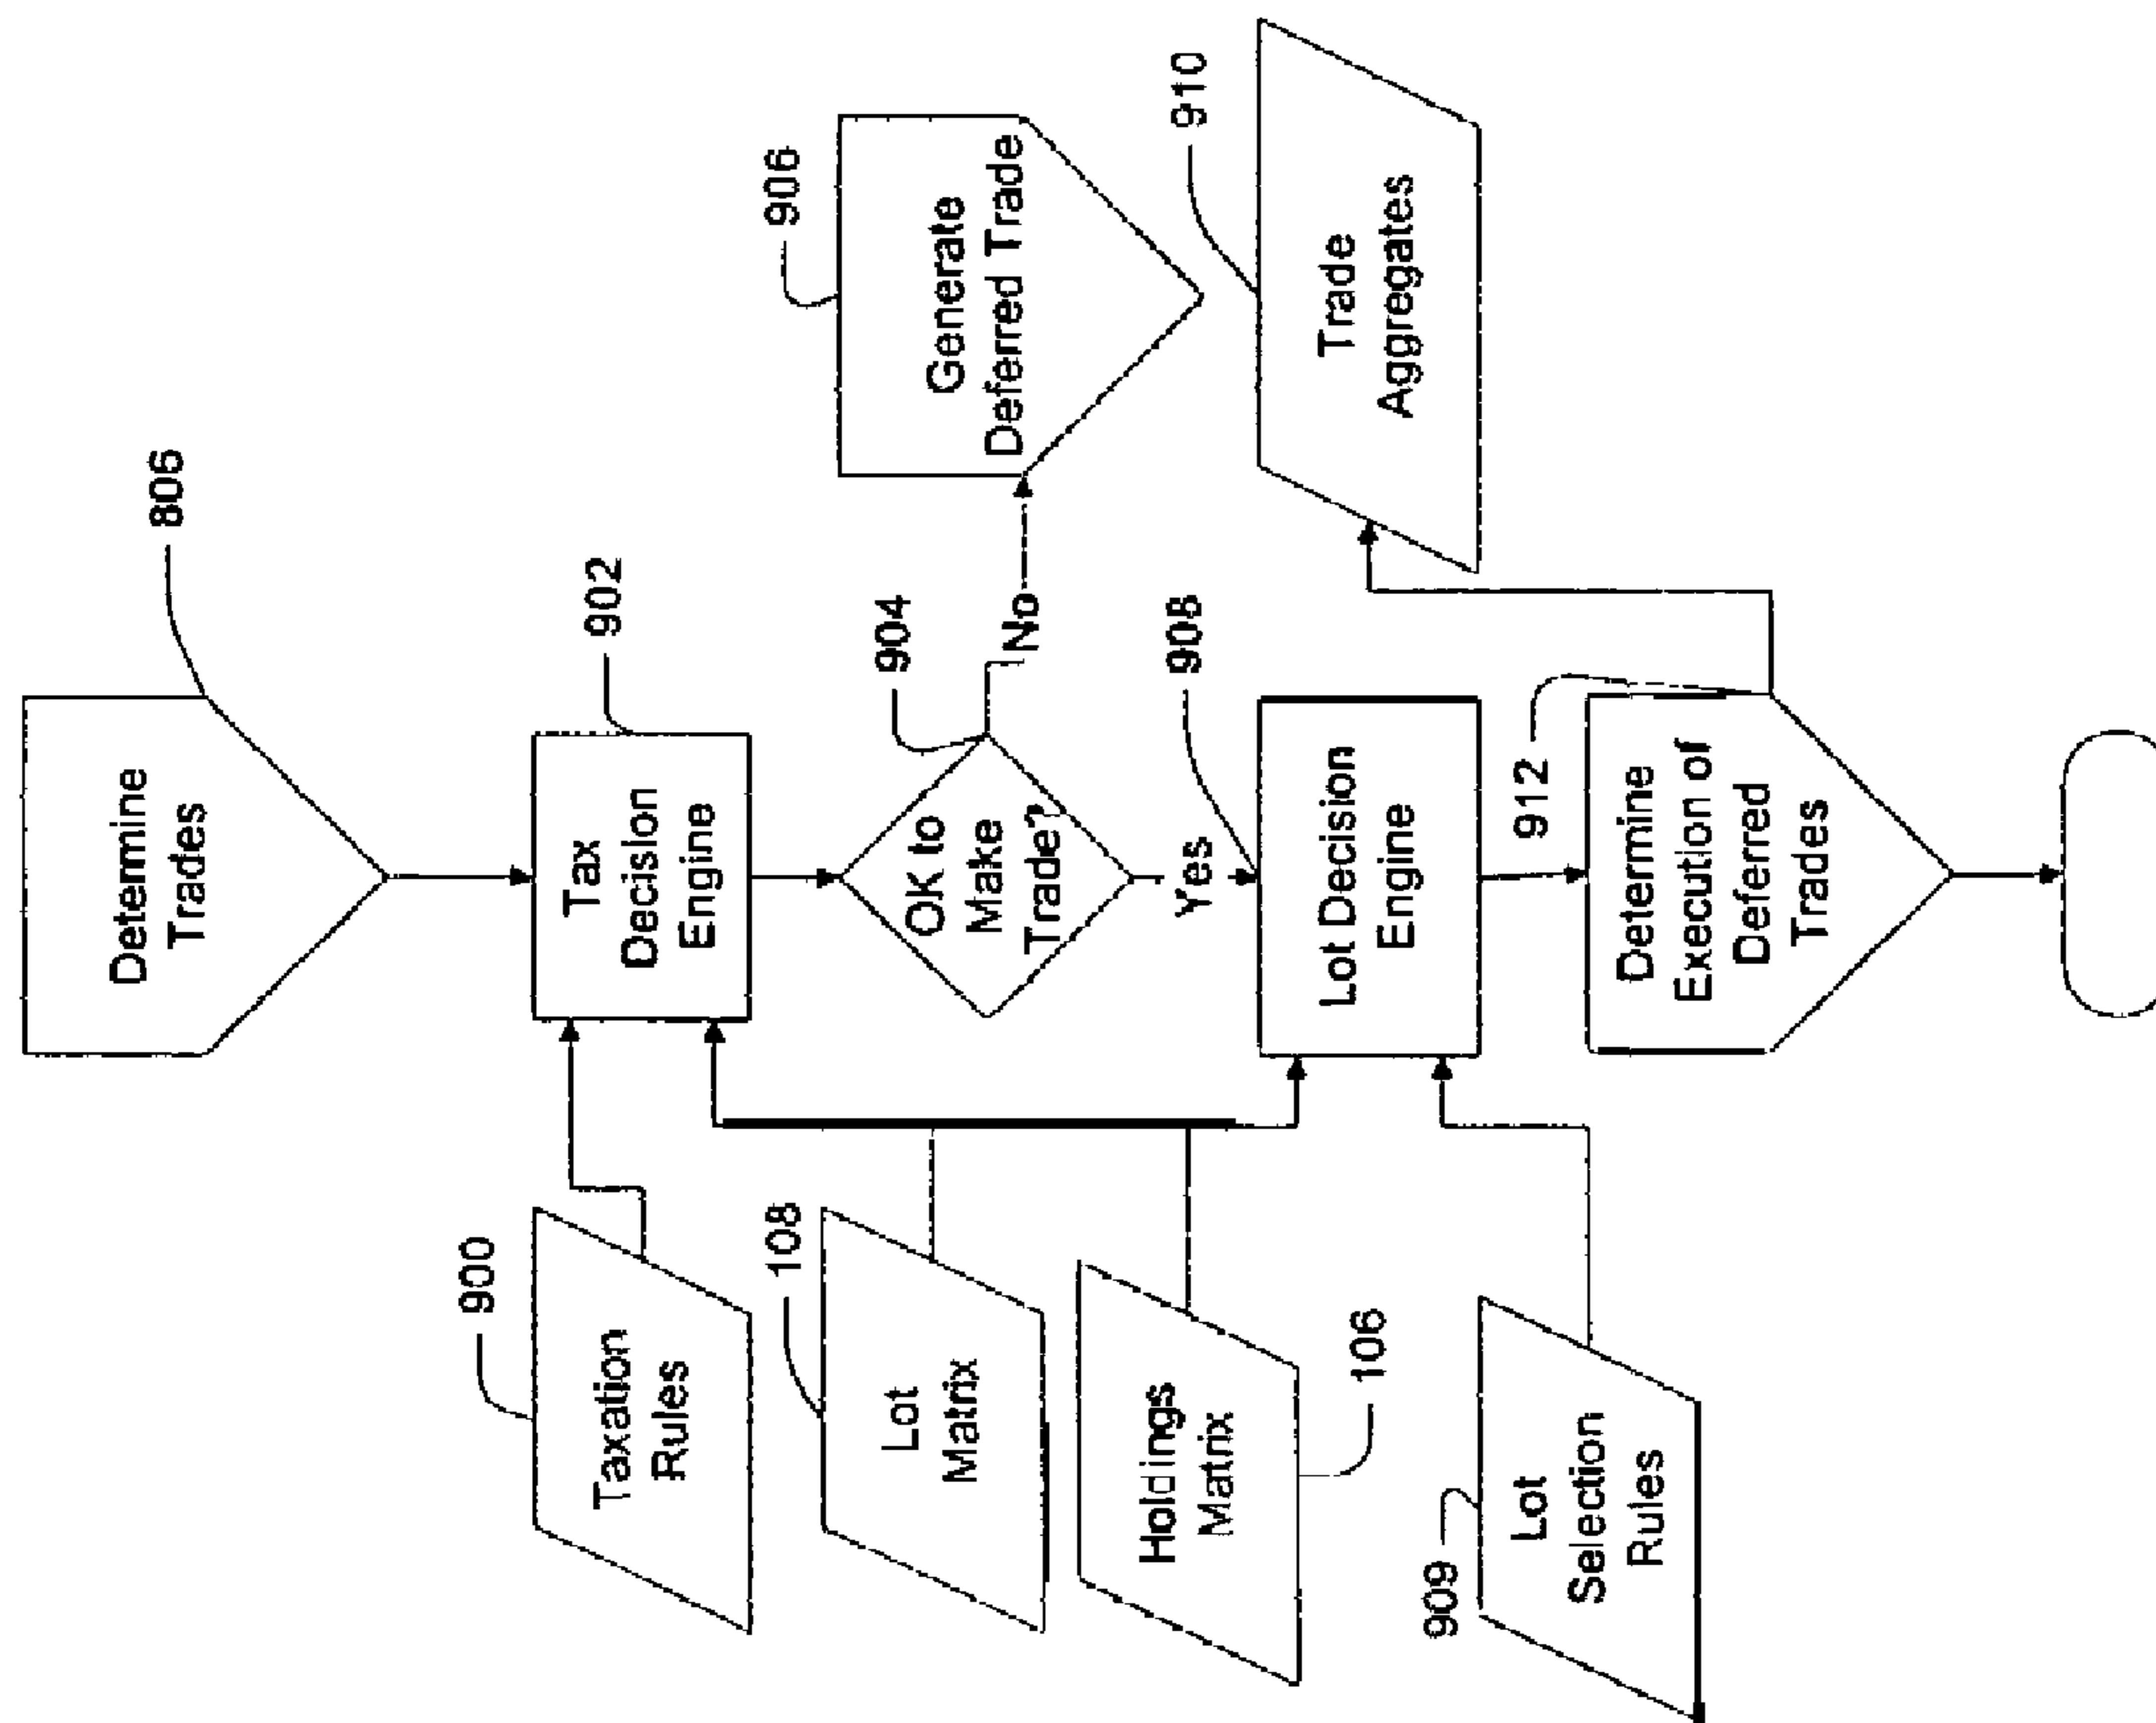 Determine
Trades
806
900
Taxation
Rules
Tax
Decision
Engine
902
108
Lot
Matrix
OK to
Make
Trade?
904
No
Yes
Generate
Deferred Trade
906
Holdings
Matrix
106
Lot Decision
Engine
908
Trade
Aggregates
910
909
Lot
Selection
Rules
912
Determine
Execution of
Deferred
Trades